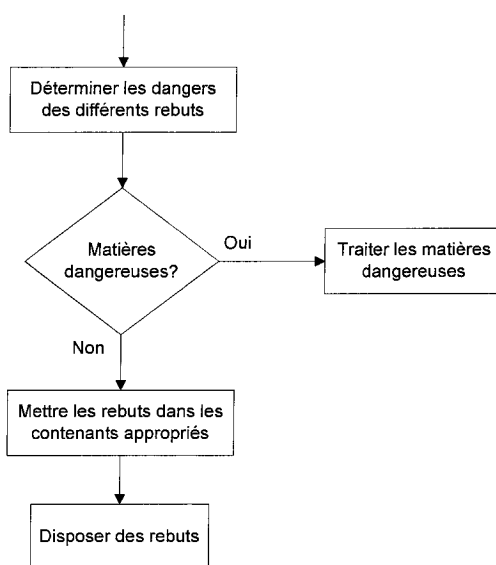 Déterminer les dangers
des différents rebuts
Matières
dangereuses?
Oui
Traiter les matières
dangereuses
Non
Mettre les rebuts dans les
contenants appropriés
Disposer des rebuts